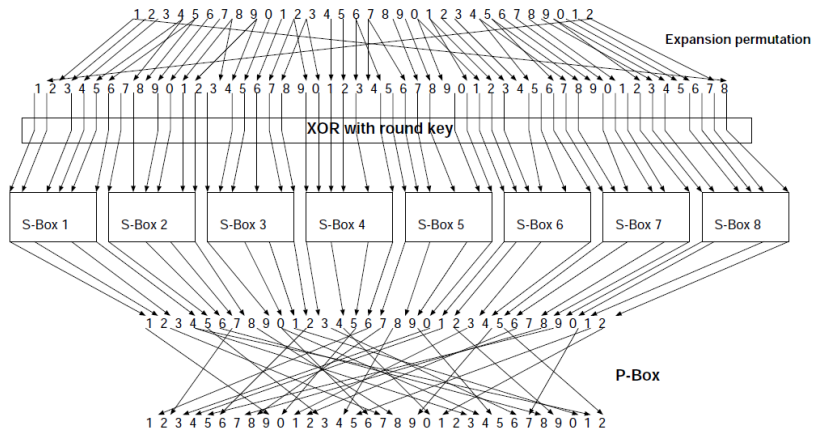 1 2 3 4 5 6 7 8 9 0 1 2 3 4 5 6 7 8 9 0 1 2 3 4 5 6 7 8 9 0 1 2
Expansion permutation
1 2 3 4 5 6 7 8 9 0 1 2 3 4 5 6 7 8 9 0 1 2 3 4 5 6 7 8 9 0 1 2 3 4 5 6 7 8 9 0 1 2 3 4 5 6 7 8
XOR with round key
S-Box 1 S-Box 2 S-Box 3 S-Box 4 S-Box 5 S-Box 6 S-Box 7 S-Box 8
1 2 3 4 5 6 7 8 9 0 1 2 3 4 5 6 7 8 9 0 1 2 3 4 5 6 7 8 9 0 1 2
P-Box
1 2 3 4 5 6 7 8 9 0 1 2 3 4 5 6 7 8 9 0 1 2 3 4 5 6 7 8 9 0 1 2